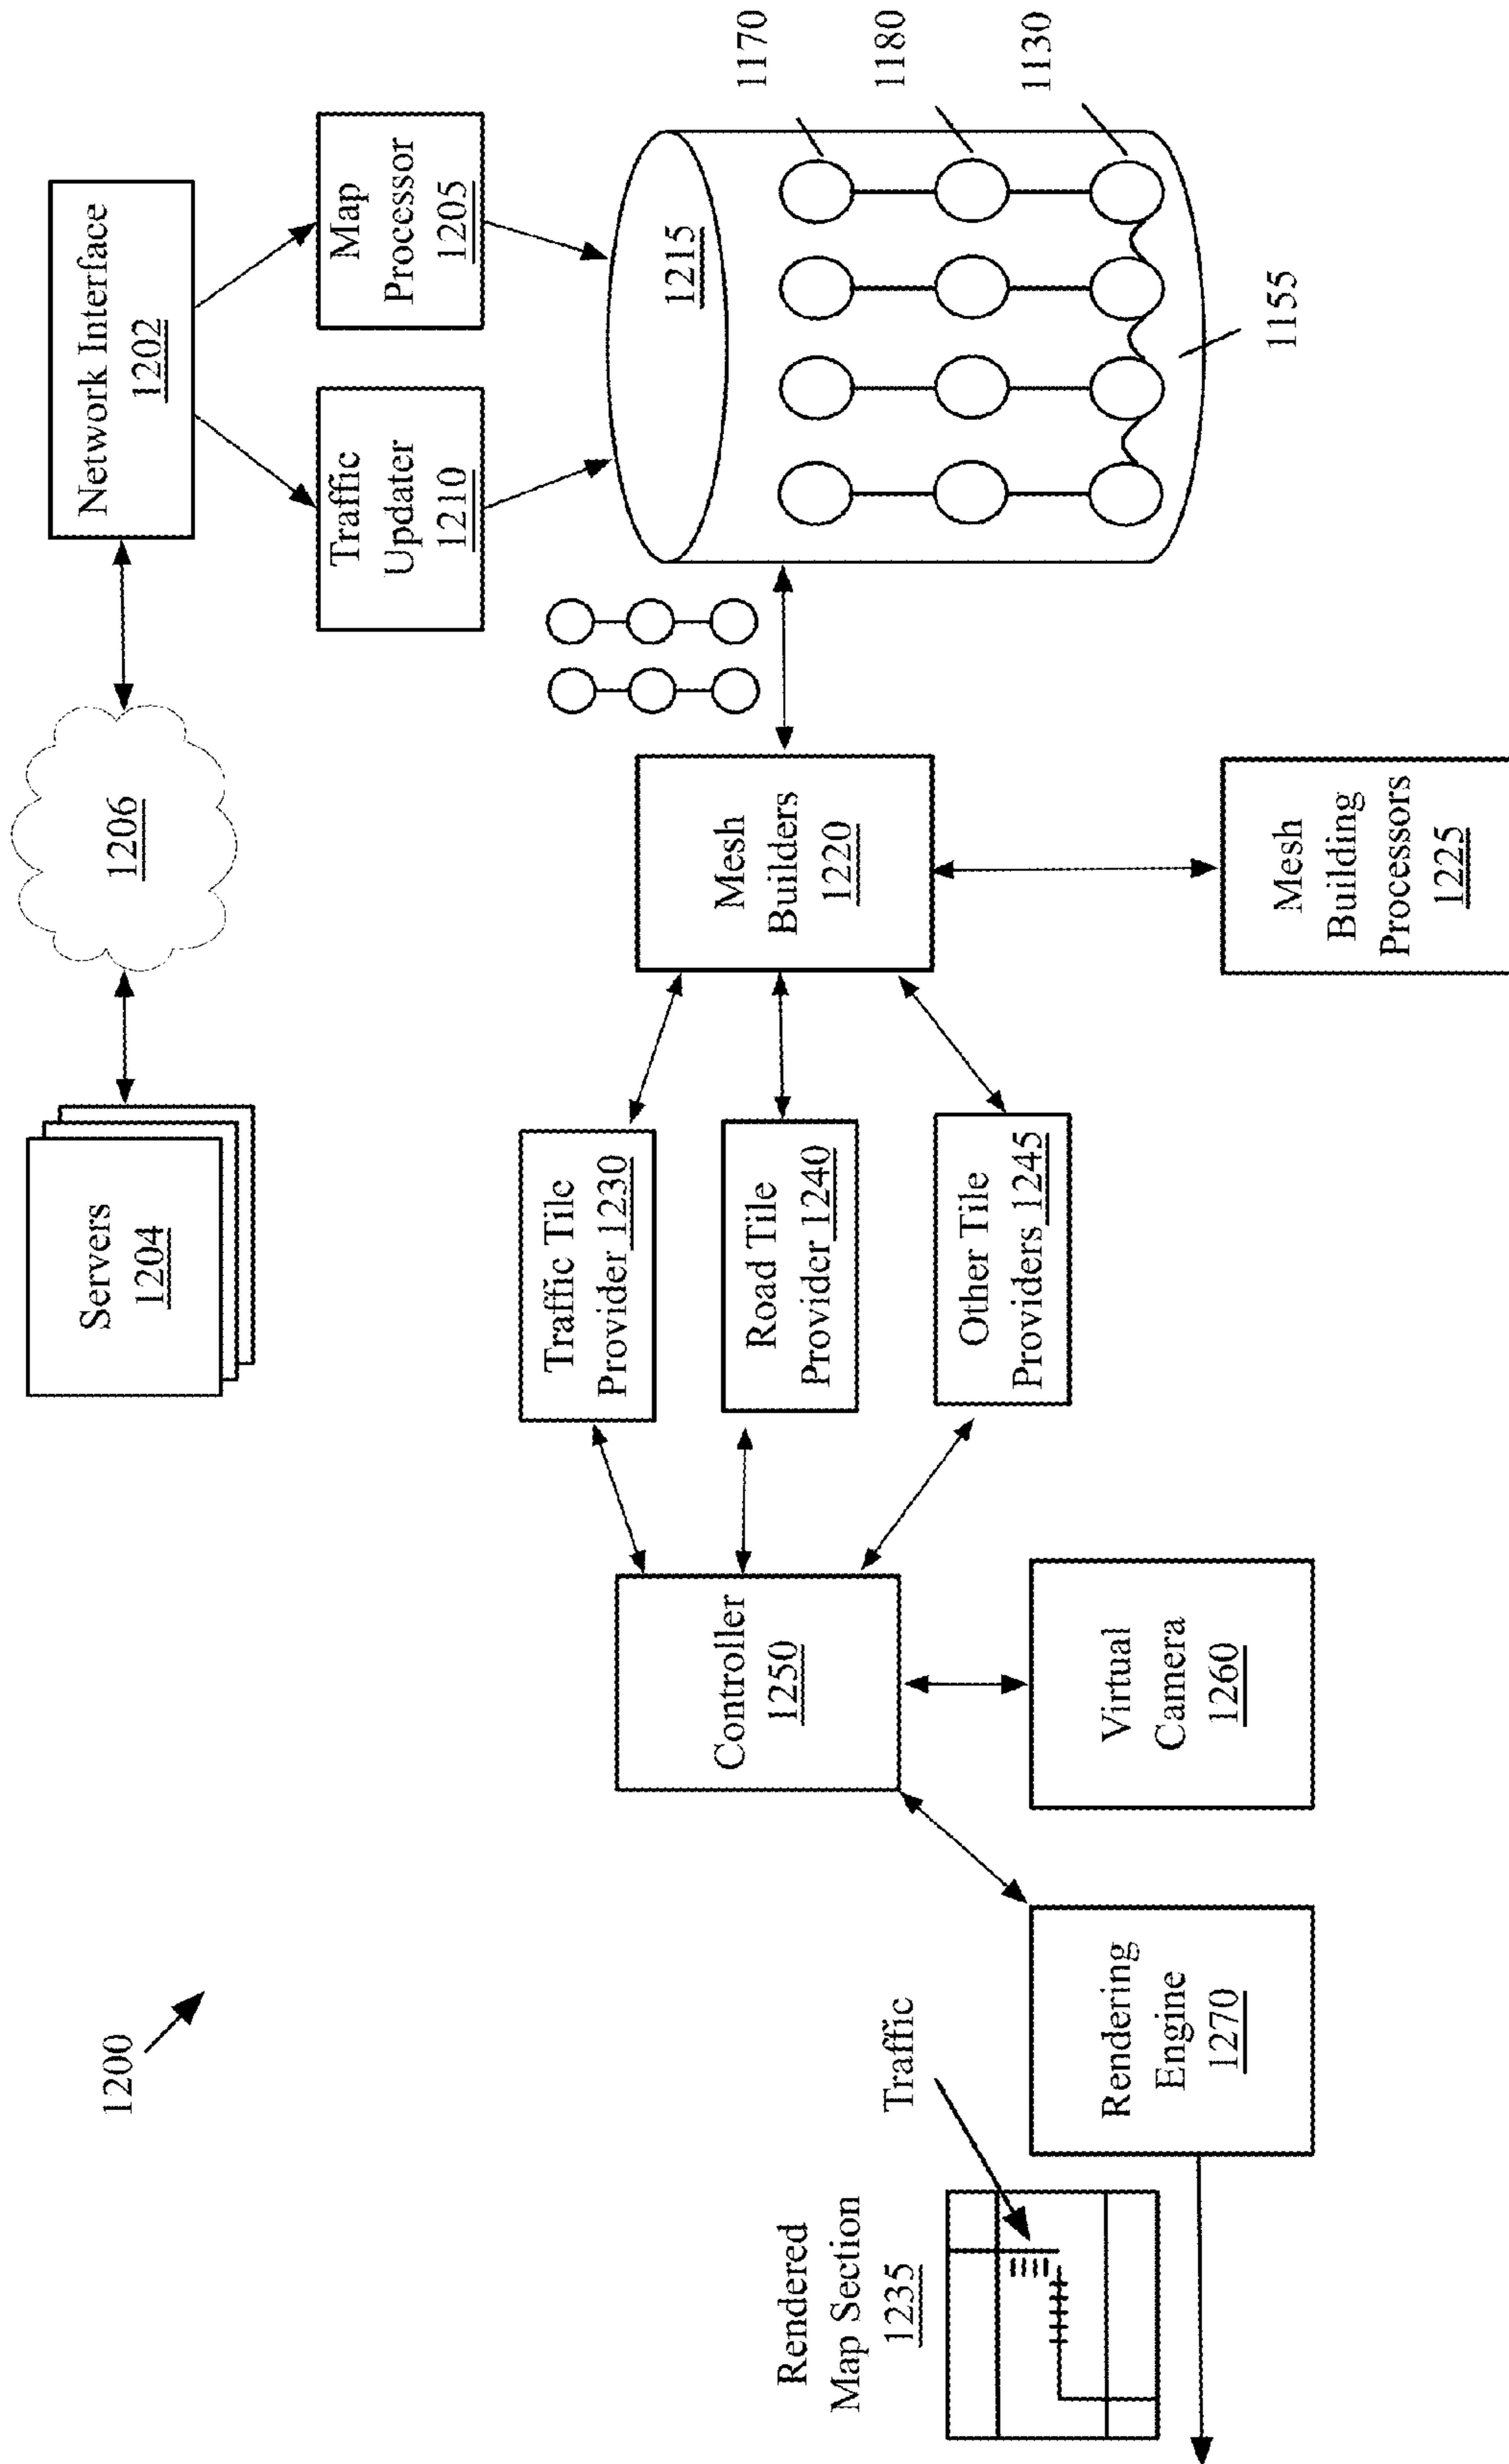 1200
Servers
1204
1206
Network Interface
1202
Traffic
Updater
1210
Map
Processor
1205
1215
1170
1180
1130
1155
Mesh
Builders
1220
Mesh
Building
Processors
1225
Traffic Tile
Provider 1230
Road Tile
Provider 1240
Other Tile
Providers 1245
Controller
1250
Virtual
Camera
1260
Rendering
Engine
1270
Rendered
Map Section
1235
Traffic